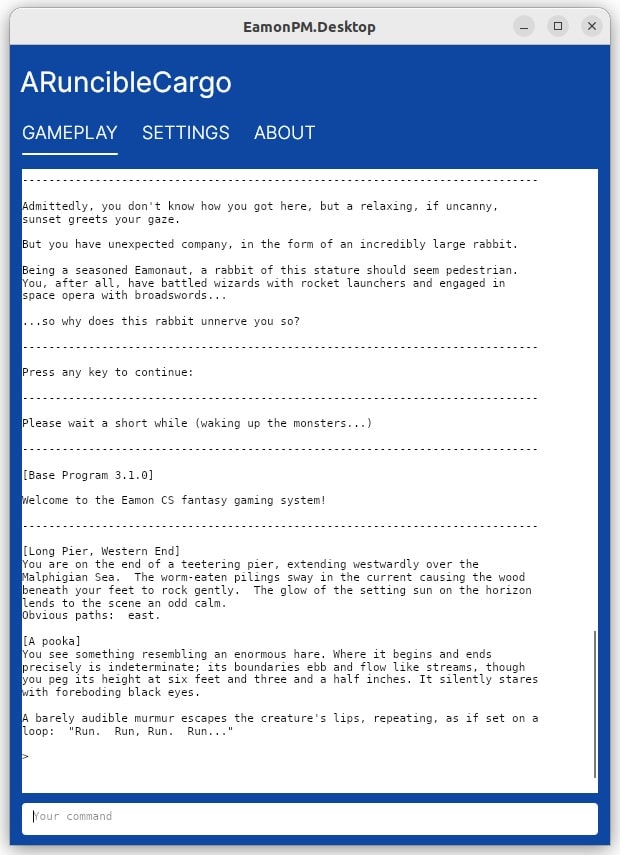 EamonPM.Desktop
ARuncibleCargo
GAMEPLAY SETTINGS ABOUT
------------------------------------------------------------------------------
Admittedly, you don't know how you got here, but a relaxing, if uncanny,
sunset greets your gaze.
But you have unexpected company, in the form of an incredibly large rabbit.
Being a seasoned Eamonaut, a rabbit of this stature should seem pedestrian.
You, after all, have battled wizards with rocket launchers and engaged in
space opera with broadswords...
...so why does this rabbit unnerve you so?
------------------------------------------------------------------------------
Press any key to continue:
------------------------------------------------------------------------------
Please wait a short while (waking up the monsters...)
------------------------------------------------------------------------------
[Base Program 3.1.0]
Welcome to the Eamon CS fantasy gaming system!
------------------------------------------------------------------------------
[Long Pier, Western End]
You are on the end of a teetering pier, extending westwardly over the
Malphigian Sea.  The worm-eaten pilings sway in the current causing the wood
beneath your feet to rock gently.  The glow of the setting sun on the horizon
lends to the scene an odd calm.
Obvious paths:  east.
[A pooka]
You see something resembling an enormous hare. Where it begins and ends
precisely is indeterminate; its boundaries ebb and flow like streams, though
you peg its height at six feet and three and a half inches. It silently stares
with foreboding black eyes.
A barely audible murmur escapes the creature's lips, repeating, as if set on a
loop:  "Run.  Run, Run.  Run..."
>
Your command